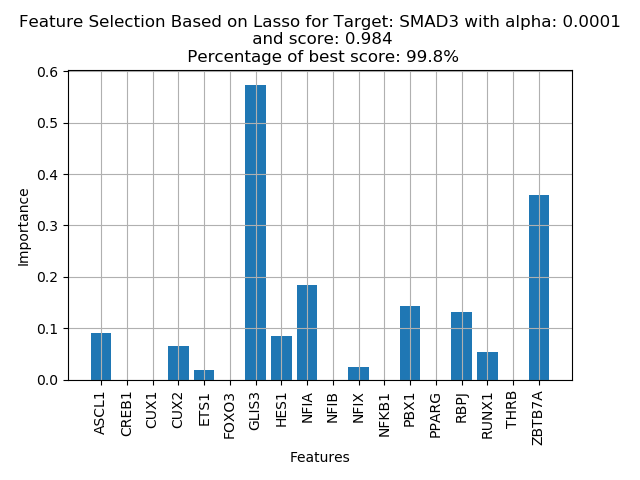 Feature Selection Based on Lasso for Target: SMAD3 with alpha: 0.0001
and score: 0.984
Percentage of best score: 99.8%
0.6
0.5
0.4
0.3
0.2
0.1
0.0
Importance
ASCL1
CREB1
CUX1
CUX2
ETS1
FOXO3
GLIS3
HES1
NFIA
NFIB
NFIX
NFKB1
PBX1
PPARG
RBPJ
RUNX1
THRB
ZBTB7A
Features